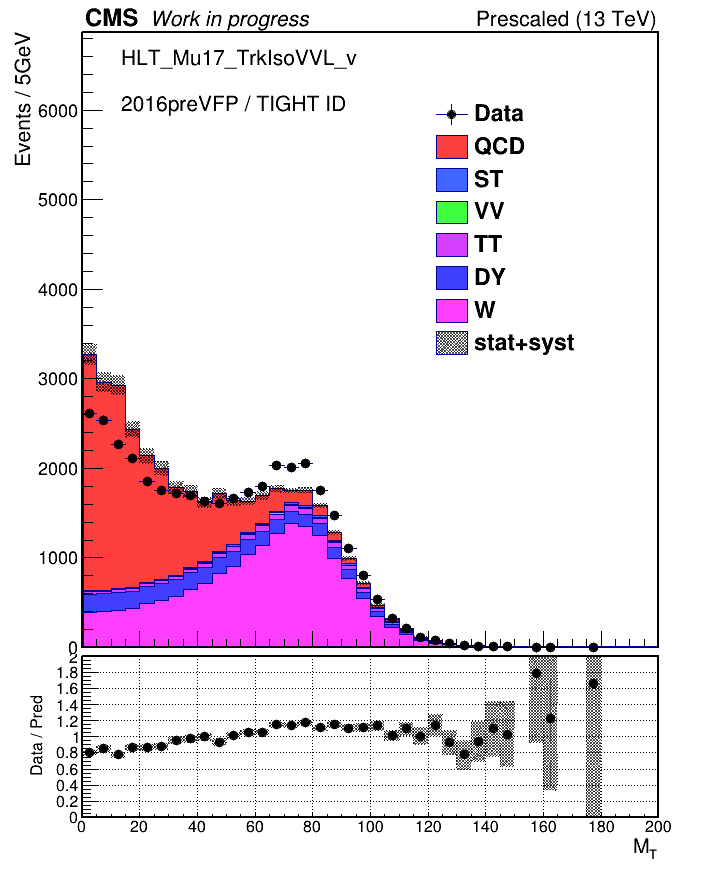 CMS Work in progress Prescaled (13 TeV)
HLT_Mu17_TrkIsoVVL_v
2016preVFP / TIGHT ID
Events / 5GeV
Data
QCD
ST
VV
TT
DY
W
stat+syst
6000
5000
4000
3000
2000
1000
0
Data / Pred
2
1.8
1.6
1.4
1.2
1
0.8
0.6
0.4
0.2
0
0 20 40 60 80 100 120 140 160 180 200
M_T